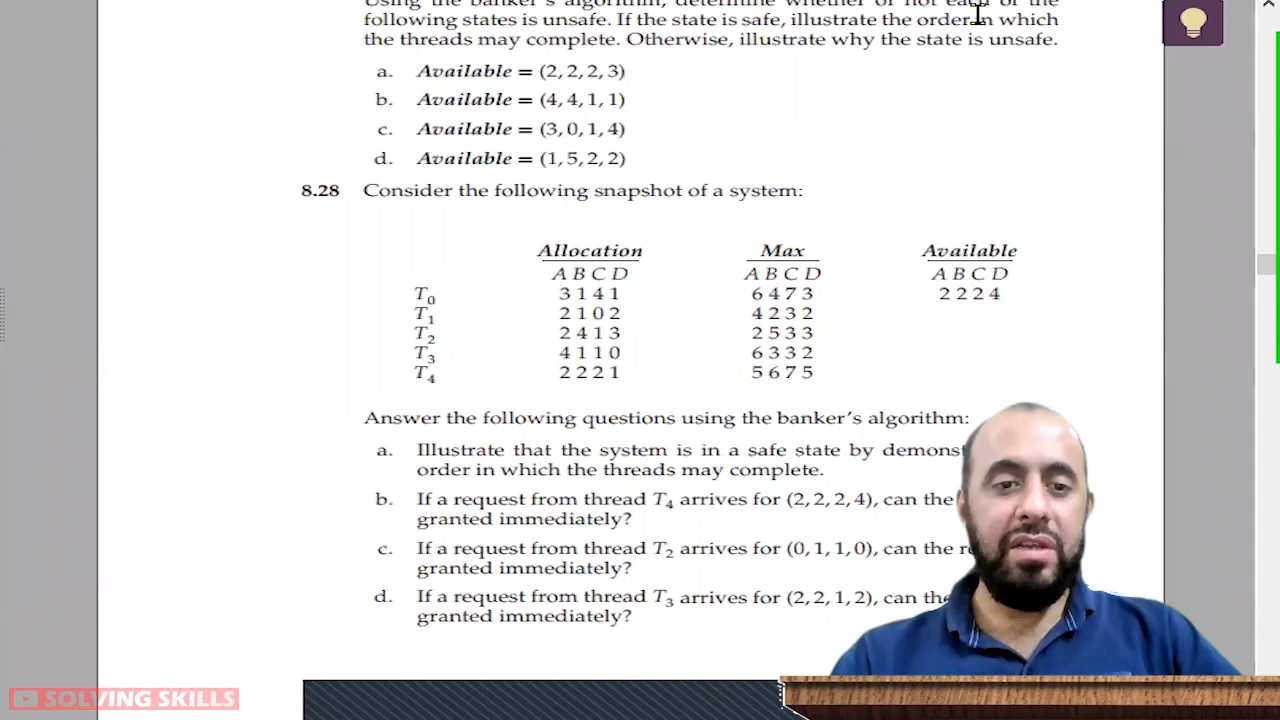 Using the banker's algorithm, determine whether or not each of the
following states is unsafe. If the state is safe, illustrate the order in which
the threads may complete. Otherwise, illustrate why the state is unsafe.
a. Available = (2, 2, 2, 3)
b. Available = (4, 4, 1, 1)
c. Available = (3, 0, 1, 4)
d. Available = (1, 5, 2, 2)
8.28 Consider the following snapshot of a system:
Allocation Max Available
A B C D A B C D A B C D
T0 3 1 4 1 6 4 7 3 2 2 2 4
T1 2 1 0 2 4 2 3 2
T2 2 4 1 3 2 5 3 3
T3 4 1 1 0 6 3 3 2
T4 2 2 2 1 5 6 7 5
Answer the following questions using the banker's algorithm:
a. Illustrate that the system is in a safe state by demons
order in which the threads may complete.
b. If a request from thread T4 arrives for (2, 2, 2, 4), can the
granted immediately?
c. If a request from thread T2 arrives for (0, 1, 1, 0), can the r
granted immediately?
d. If a request from thread T3 arrives for (2, 2, 1, 2), can the
granted immediately?
SOLVING SKILLS